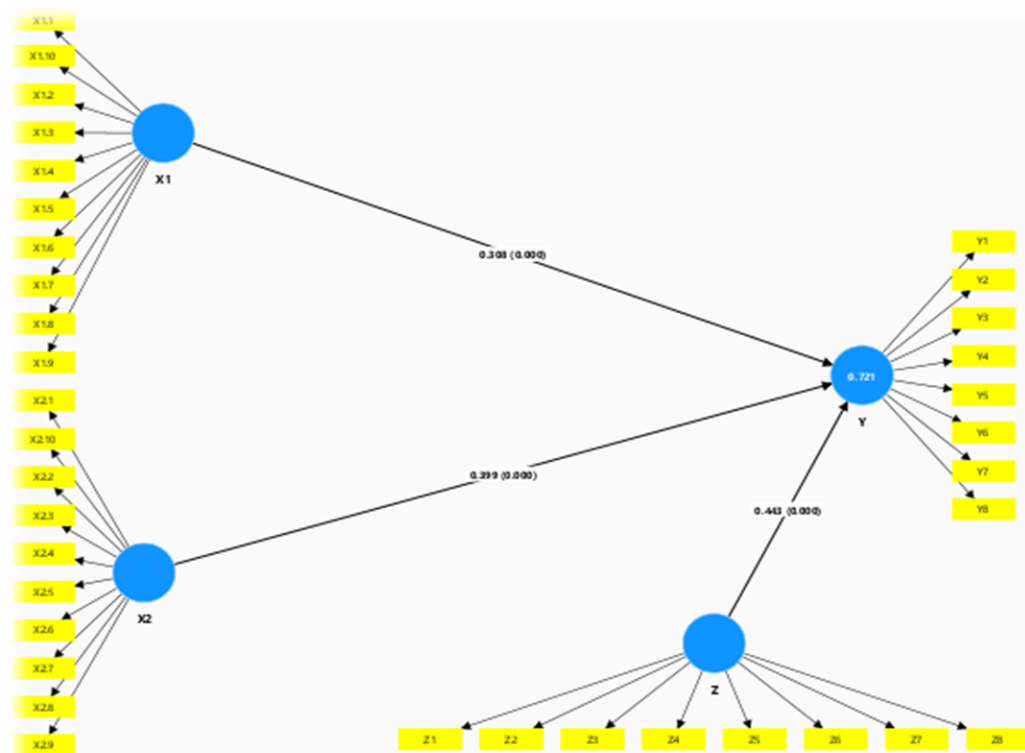 X1.1
X1.10
X1.2
X1.3
X1.4
X1.5
X1.6
X1.7
X1.8
X1.9
X1
0.308 (0.000)
Y1
Y2
Y3
Y4
Y5
Y6
Y7
Y8
0.721
Y
X2.1
X2.10
X2.2
X2.3
X2.4
X2.5
X2.6
X2.7
X2.8
X2.9
X2
0.399 (0.000)
0.443 (0.000)
Z
Z1
Z2
Z3
Z4
Z5
Z6
Z7
Z8